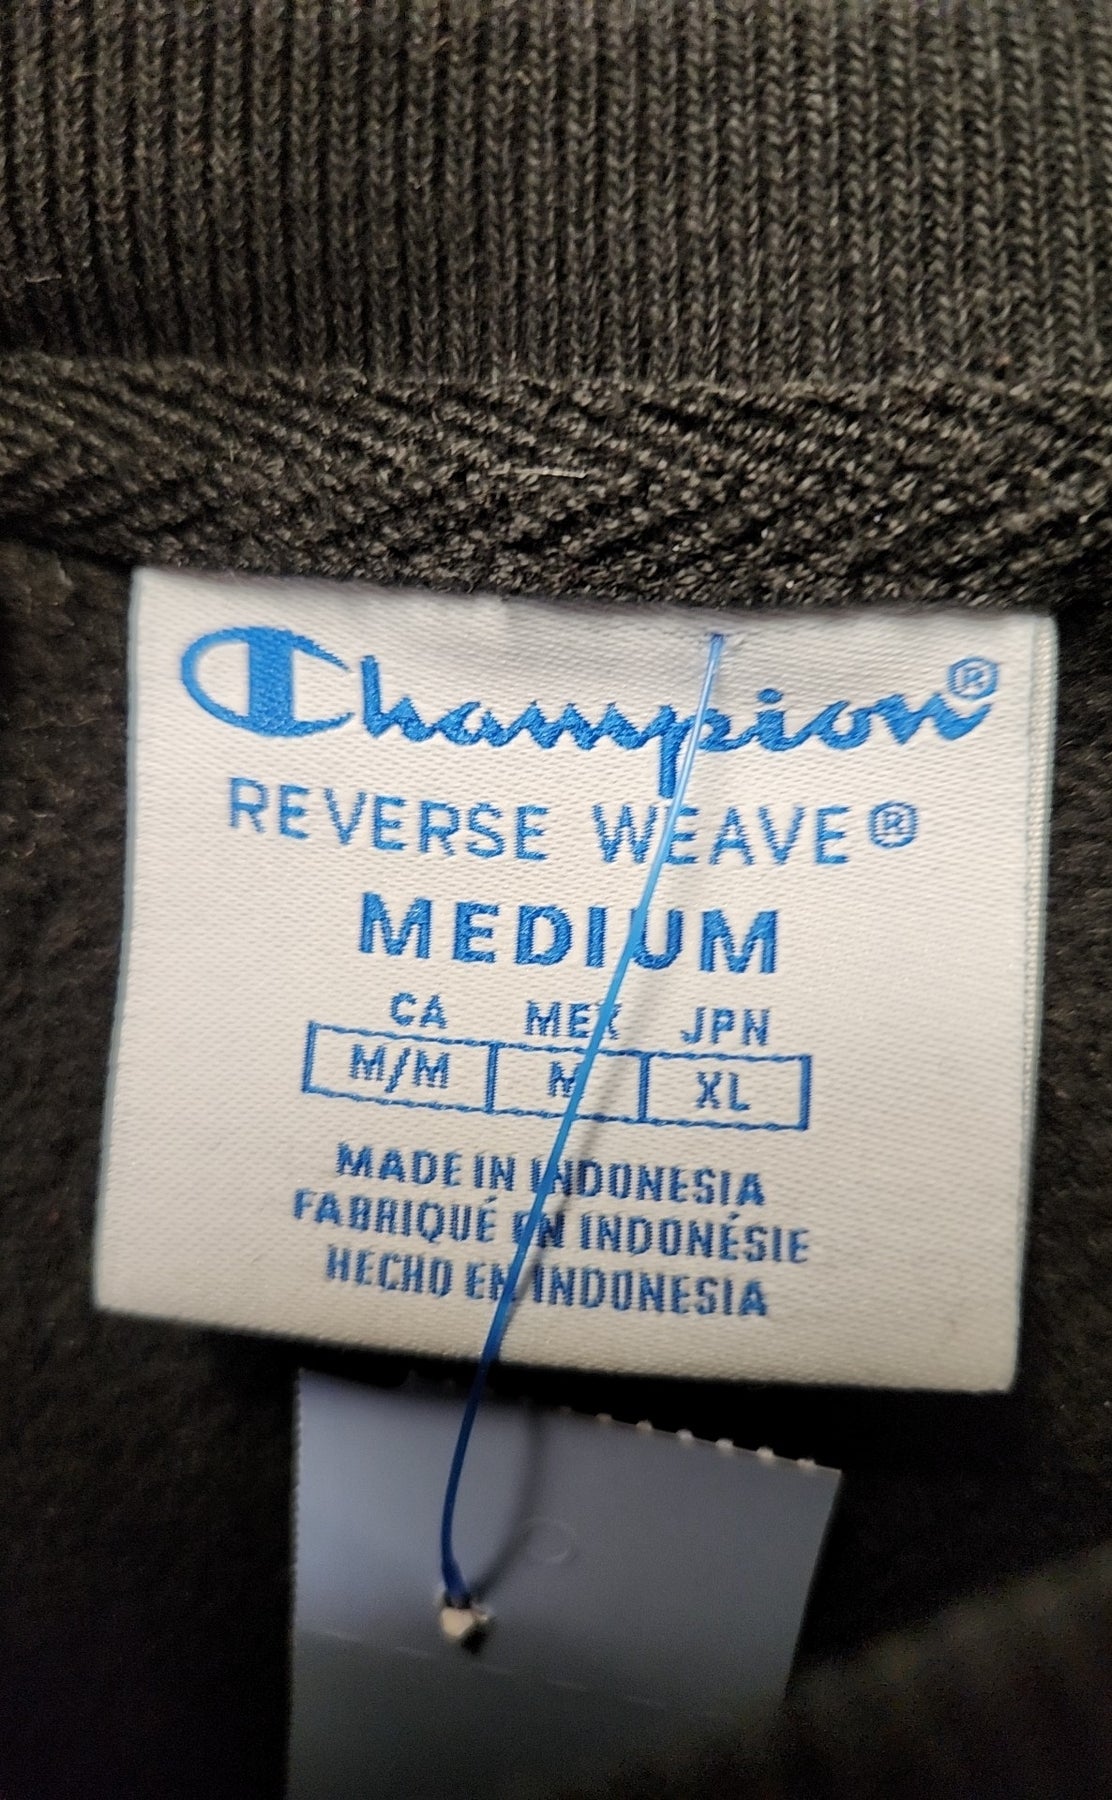 Champion®
REVERSE WEAVE®
MEDIUM
CA MEX JPN
M/M M XL
MADE IN INDONESIA
FABRIQUÉ EN INDONÉSIE
HECHO EN INDONESIA